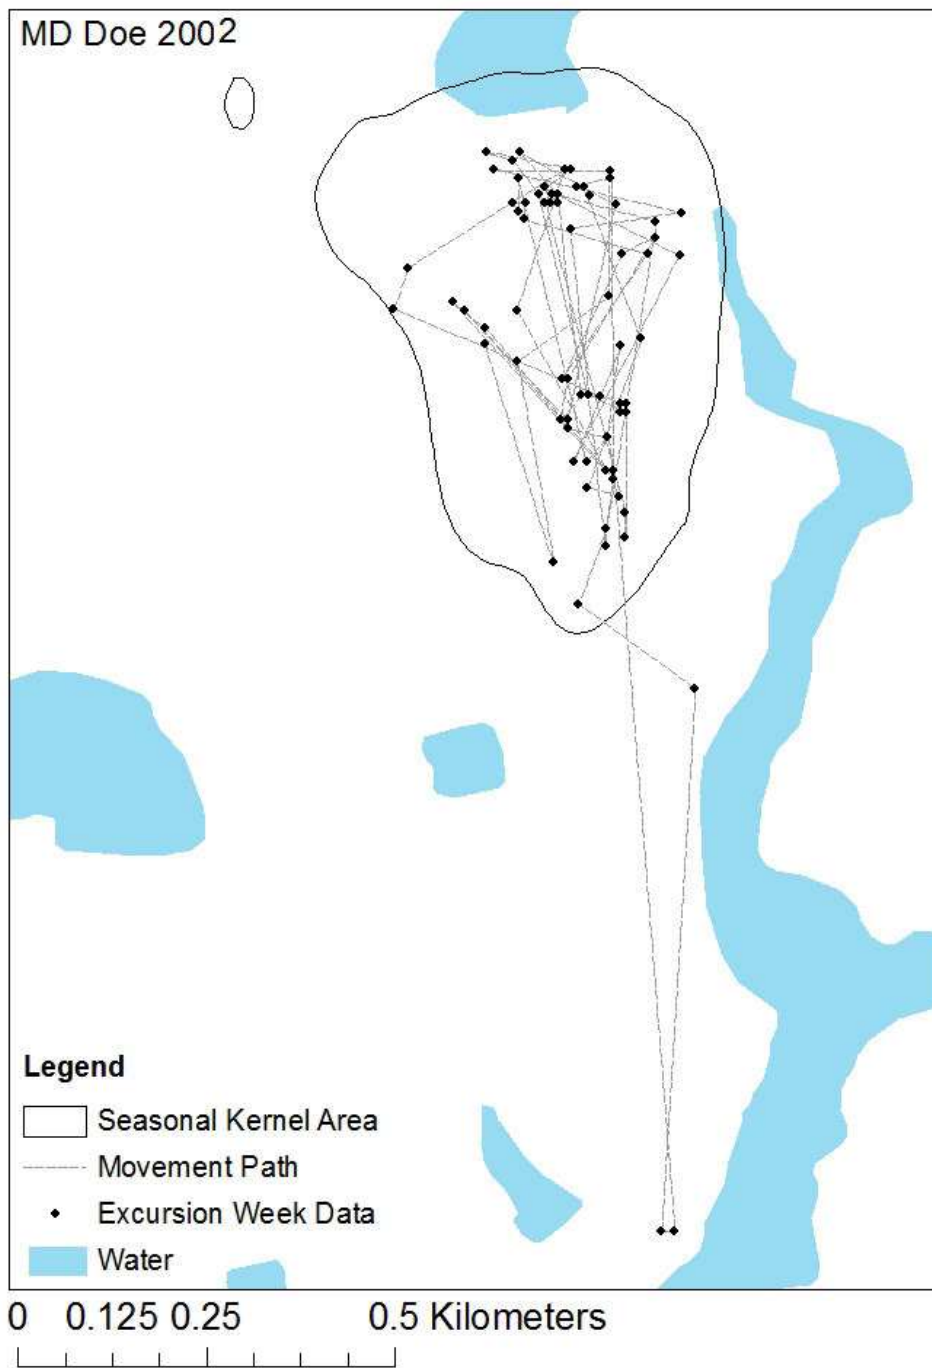 MD Doe 2002
Legend
Seasonal Kernel Area
Movement Path
Excursion Week Data
Water
0 0.125 0.25 0.5 Kilometers